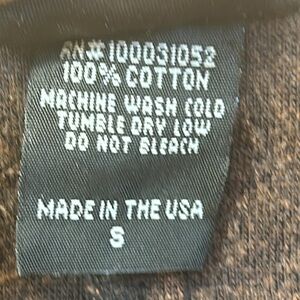 RN#100031052
100% COTTON
MACHINE WASH COLD
TUMBLE DRY LOW
DO NOT BLEACH
MADE IN THE USA
S